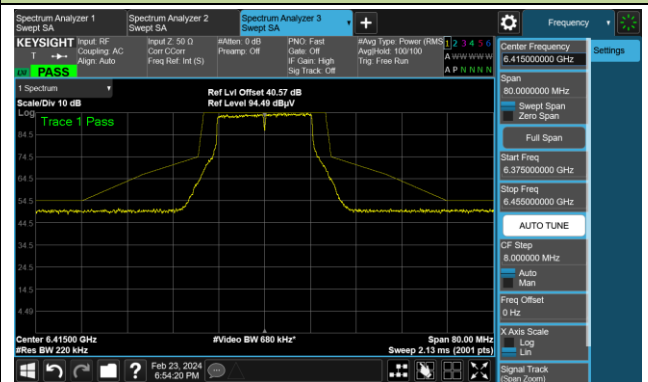 Spectrum Analyzer 1
Swept SA
Spectrum Analyzer 2
Swept SA
Spectrum Analyzer 3
Swept SA
+
Frequency
KEYSIGHT
T
PASS
Input: RF
Coupling: AC
Align: Auto
Input Z: 50 Ω
Corr CCorr
Freq Ref: Int (S)
#Atten: 0 dB
Preamp: Off
PNO: Fast
Gate: Off
IF Gain: High
Sig Track: Off
#Avg Type: Power (RMS
Avg|Hold: 100/100
Trig: Free Run
1 2 3 4 5 6
A W W W W W
A P N N N N
1 Spectrum
Scale/Div 10 dB
Ref Lvl Offset 40.57 dB
Ref Level 94.49 dBµV
Log
Trace 1 Pass
84.5
74.5
64.5
54.5
44.5
34.5
24.5
14.5
4.49
Center 6.41500 GHz
#Res BW 220 kHz
#Video BW 680 kHz*
Span 80.00 MHz
Sweep 2.13 ms (2001 pts)
Center Frequency
6.415000000 GHz
Settings
Span
80.0000000 MHz
Swept Span
Zero Span
Full Span
Start Freq
6.375000000 GHz
Stop Freq
6.455000000 GHz
AUTO TUNE
CF Step
8.000000 MHz
Auto
Man
Freq Offset
0 Hz
X Axis Scale
Log
Lin
Signal Track
(Span Zoom)
?
Feb 23, 2024
6:54:20 PM